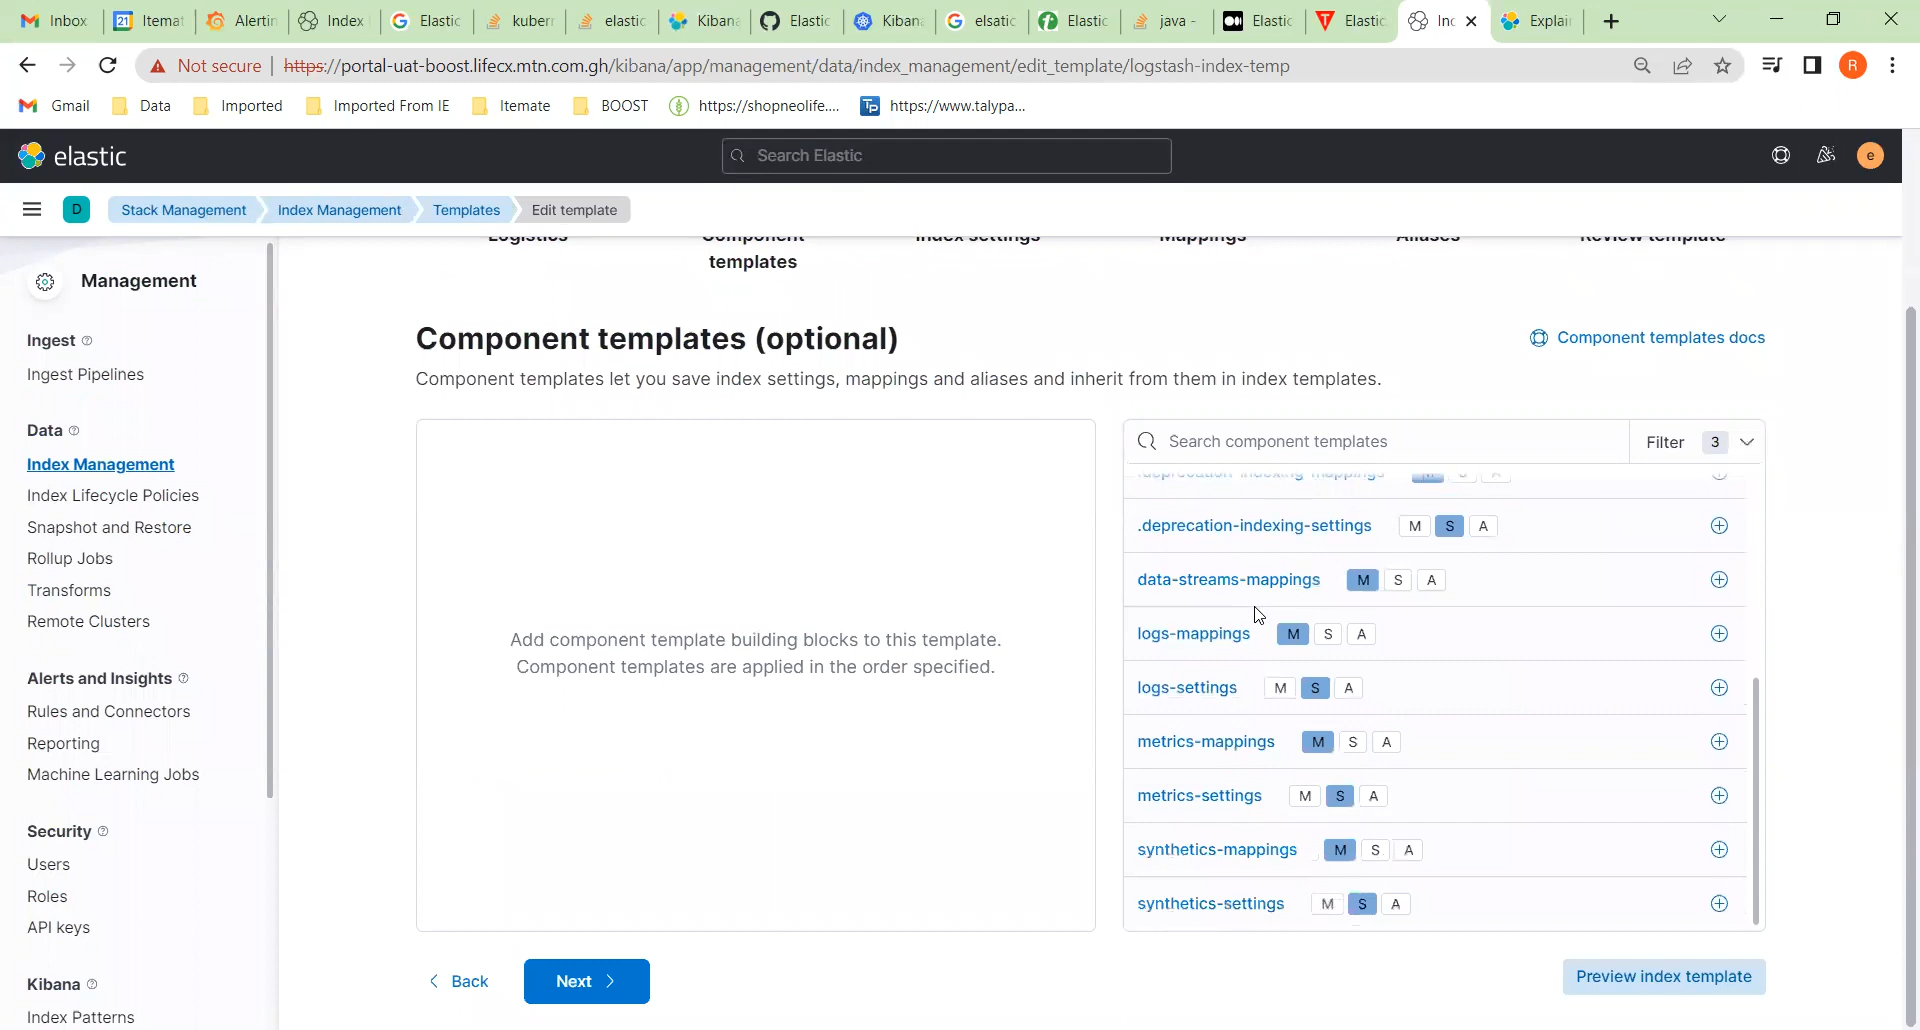 Inbox
Itemat
Alertin
Index
Elastic
kuberr
elastic
Kibana
Elastic
Kibana
elsatic
Elastic
java -
Elastic
Elastic
Inc
Explai
Not secure
https://portal-uat-boost.lifecx.mtn.com.gh/kibana/app/management/data/index_management/edit_template/logstash-index-temp
R
Gmail
Data
Imported
Imported From IE
Itemate
BOOST
https://shopneolife....
https://www.talypa...
elastic
Search Elastic
e
D
Stack Management
Index Management
Templates
Edit template
Logistics
Component
templates
Index settings
Mappings
Aliases
Review template
Management
Ingest
Ingest Pipelines
Data
Index Management
Index Lifecycle Policies
Snapshot and Restore
Rollup Jobs
Transforms
Remote Clusters
Alerts and Insights
Rules and Connectors
Reporting
Machine Learning Jobs
Security
Users
Roles
API keys
Kibana
Index Patterns
Component templates (optional)
Component templates docs
Component templates let you save index settings, mappings and aliases and inherit from them in index templates.
Add component template building blocks to this template.
Component templates are applied in the order specified.
Search component templates
Filter 3
.deprecation-indexing-mappings M S A
.deprecation-indexing-settings M S A
data-streams-mappings M S A
logs-mappings M S A
logs-settings M S A
metrics-mappings M S A
metrics-settings M S A
synthetics-mappings M S A
synthetics-settings M S A
Back
Next
Preview index template